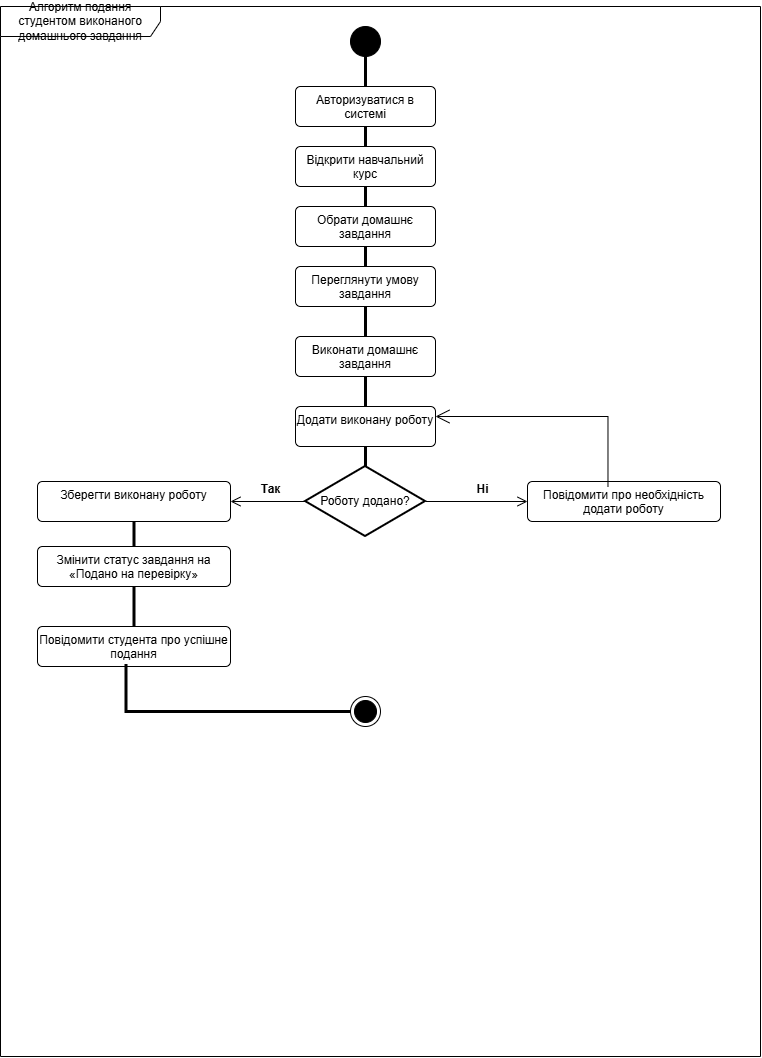 Алгоритм подання
студентом виконаного
домашнього завдання
Авторизуватися в
системі
Відкрити навчальний
курс
Обрати домашнє
завдання
Переглянути умову
завдання
Виконати домашнє
завдання
Додати виконану роботу
Роботу додано?
Так
Ні
Зберегти виконану роботу
Повідомити про необхідність
додати роботу
Змінити статус завдання на
«Подано на перевірку»
Повідомити студента про успішне
подання